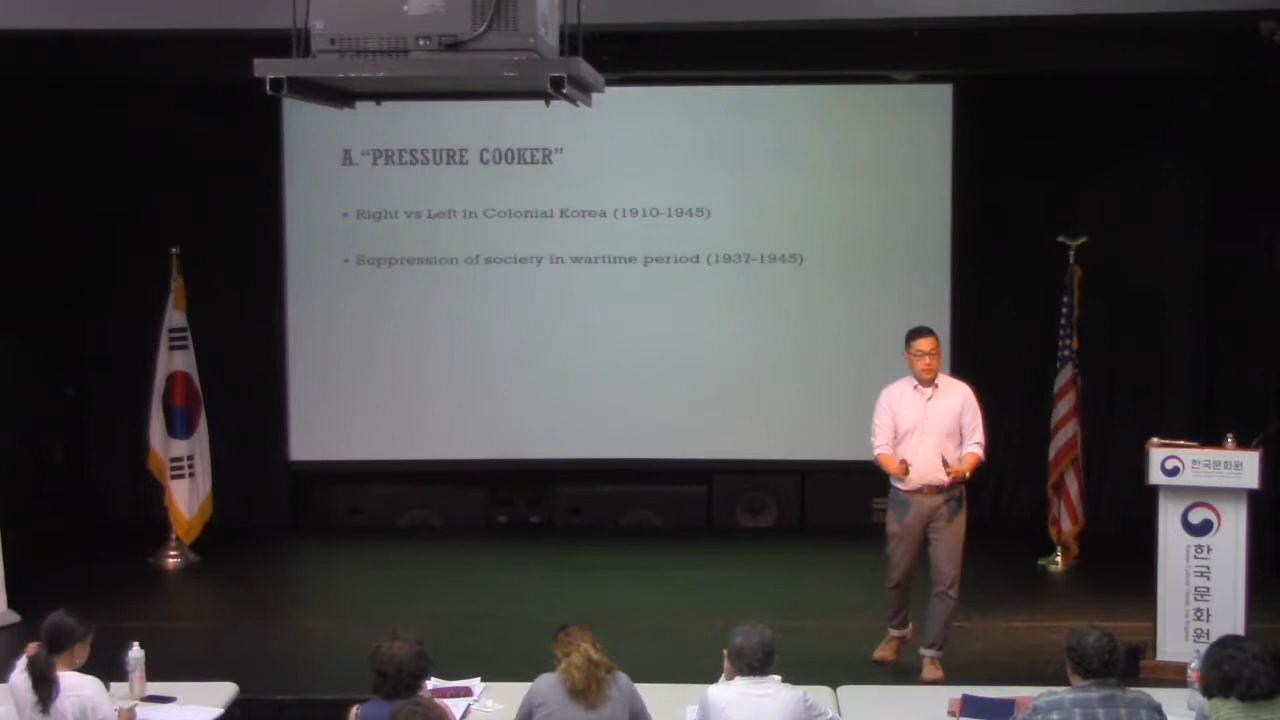 A.“PRESSURE COOKER”
▪ Right vs Left in Colonial Korea (1910-1945)
▪ Suppression of society in wartime period (1937-1945)
한국문화원
한국문화원